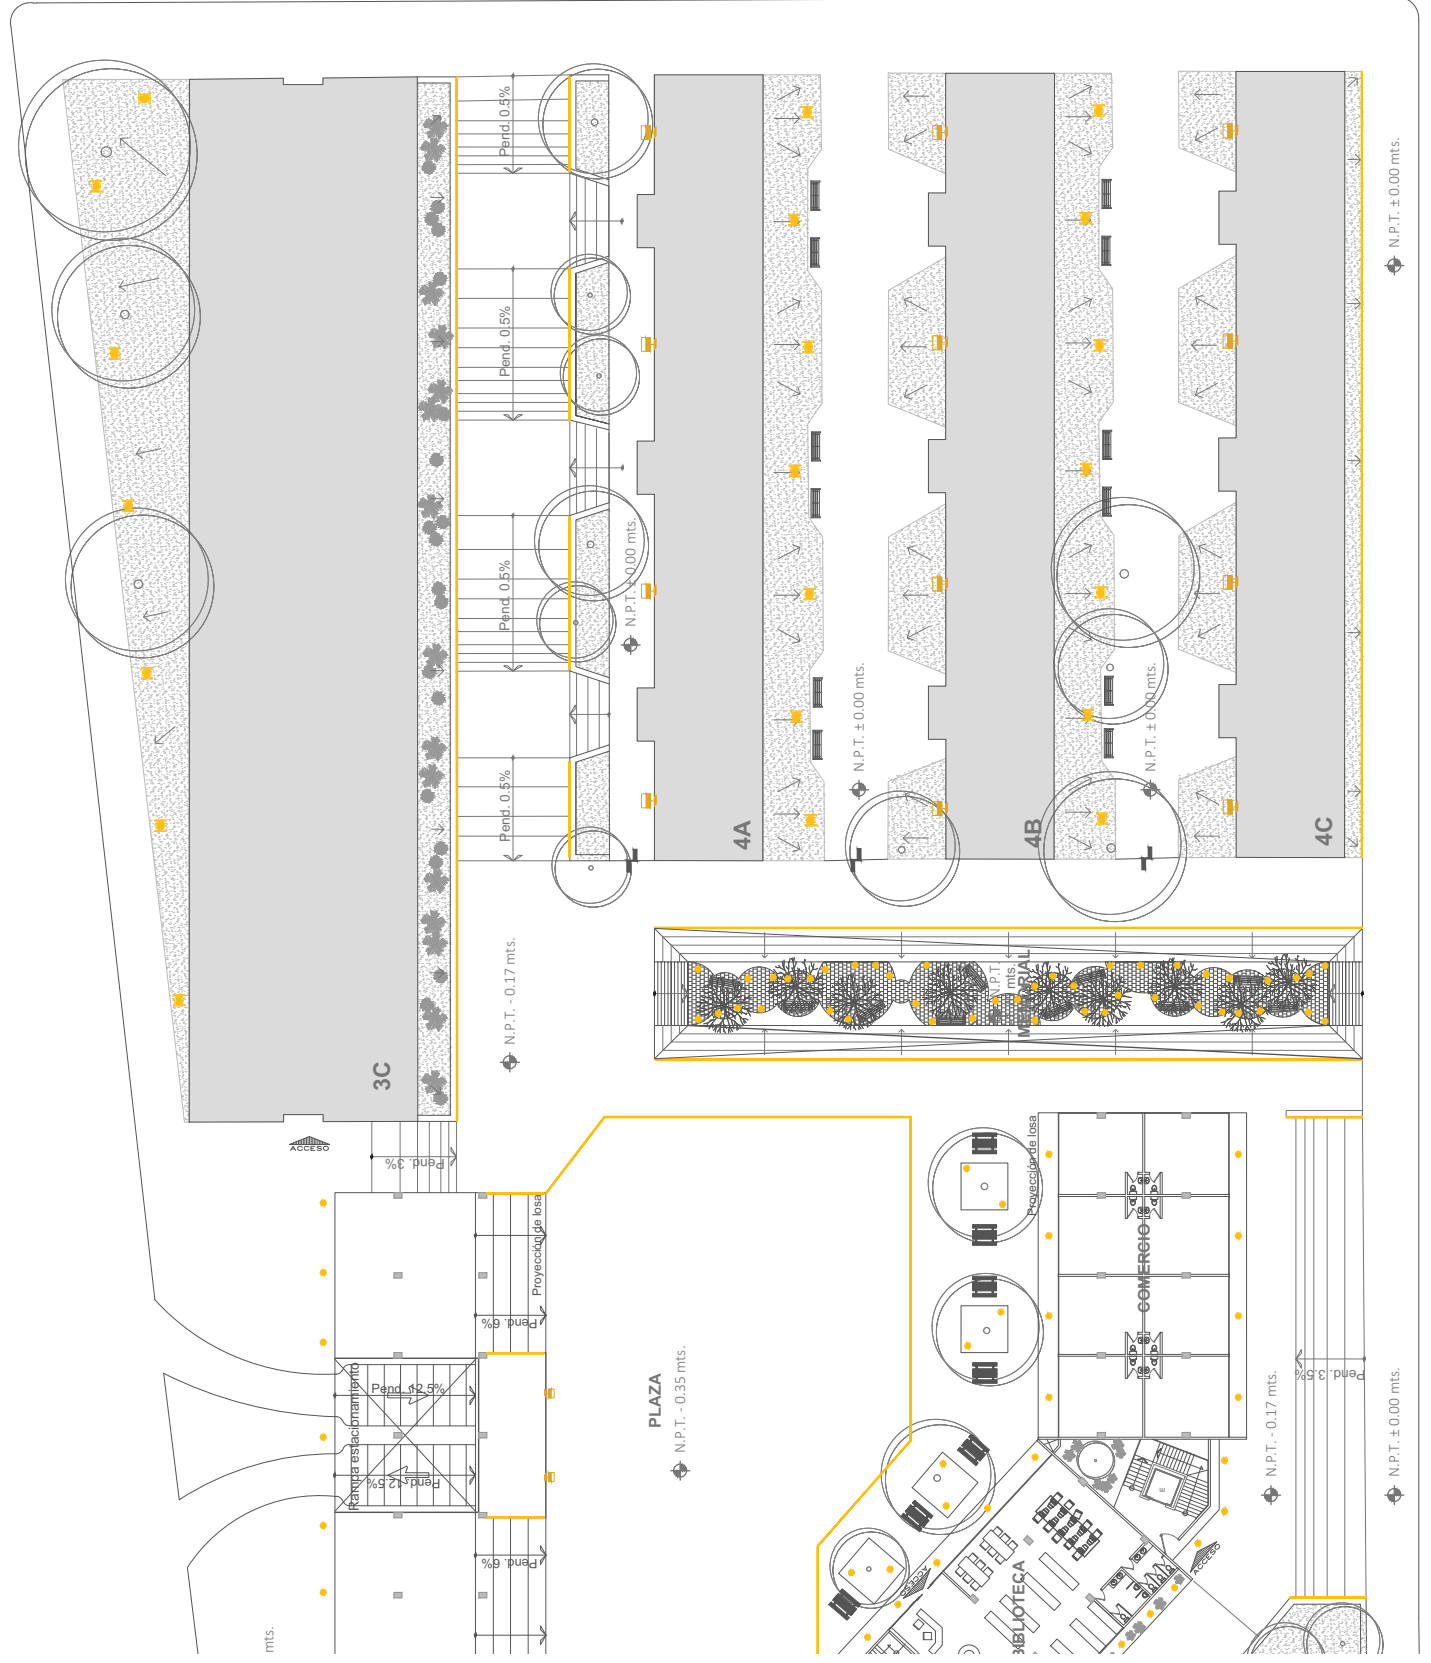 Pend. 0.5%
Pend. 0.5%
Pend. 0.5%
Pend. 0.5%
N.P.T. ± 0.00 mts.
N.P.T. ± 0.00 mts.
N.P.T. ± 0.00 mts.
N.P.T. ± 0.00 mts.
4A
4B
4C
3C
N.P.T. - 0.17 mts.
N.P.T.
mts.
ACCESO
Pend. 3%
Proyección de losa
Proyección de losa
Pend. 6%
Rampa estacionamiento
Pend. 12.5%
Pend. 12.5%
Pend. 6%
PLAZA
N.P.T. - 0.35 mts.
COMERCIO
Pend. 3.5%
N.P.T. - 0.17 mts.
N.P.T. ± 0.00 mts.
E
ACCESO
ACCESO
BIBLIOTECA
mts.